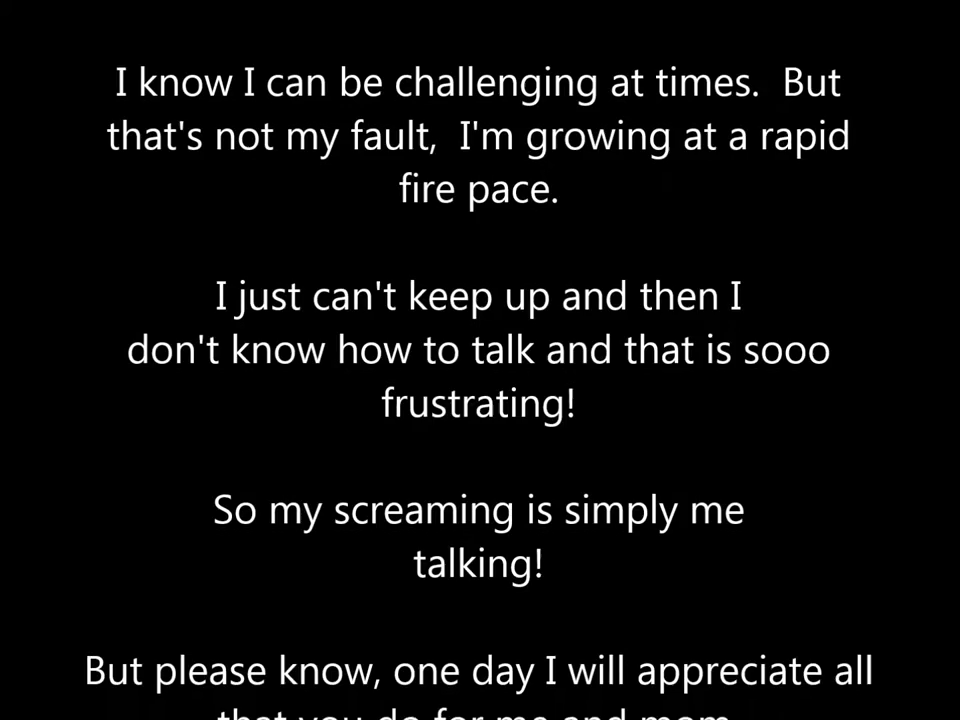 I know I can be challenging at times.  But
that's not my fault,  I'm growing at a rapid
fire pace.
I just can't keep up and then I
don't know how to talk and that is sooo
frustrating!
So my screaming is simply me
talking!
But please know, one day I will appreciate all
that you do for me and mom